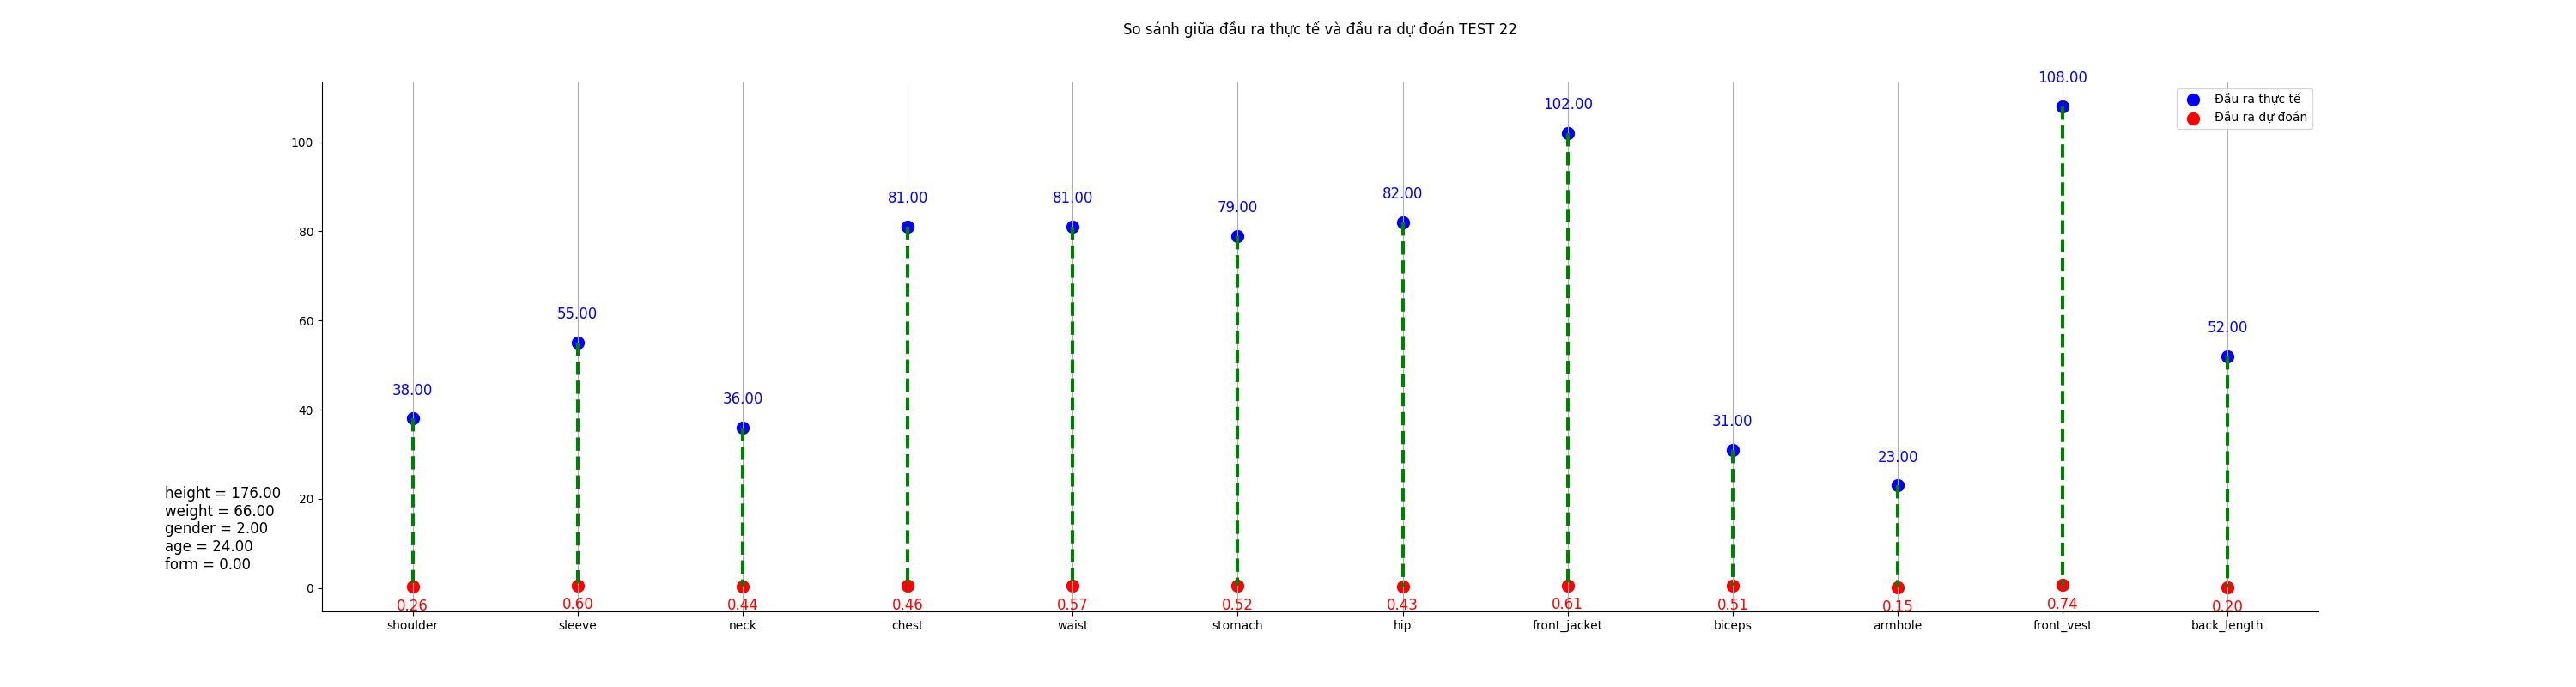 So sánh giữa đầu ra thực tế và đầu ra dự đoán TEST 22
Đầu ra thực tế
Đầu ra dự đoán
108.00
102.00
100
81.00
81.00
79.00
82.00
80
55.00
52.00
60
38.00
36.00
40
31.00
23.00
20
0
height = 176.00
weight = 66.00
gender = 2.00
age = 24.00
form = 0.00
0.26 0.60 0.44 0.46 0.57 0.52 0.43 0.61 0.51 0.15 0.74 0.20
shoulder sleeve neck chest waist stomach hip front_jacket biceps armhole front_vest back_length